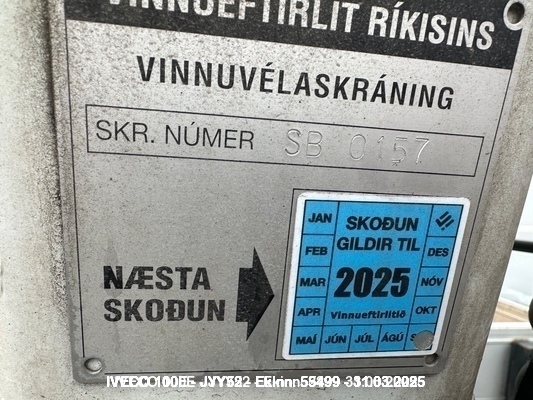 VINNUEFTIRLIT RÍKISINS
VINNUVÉLASKRÁNING
SKR. NÚMER SB 0157
NÆSTA
SKOÐUN
SKOÐUN
GILDIR TIL
2025
Vinnueftirlitið
JAN
FEB
MAR
APR
MAÍ JÚN JÚL ÁGÚ
OKT
NÓV
DES